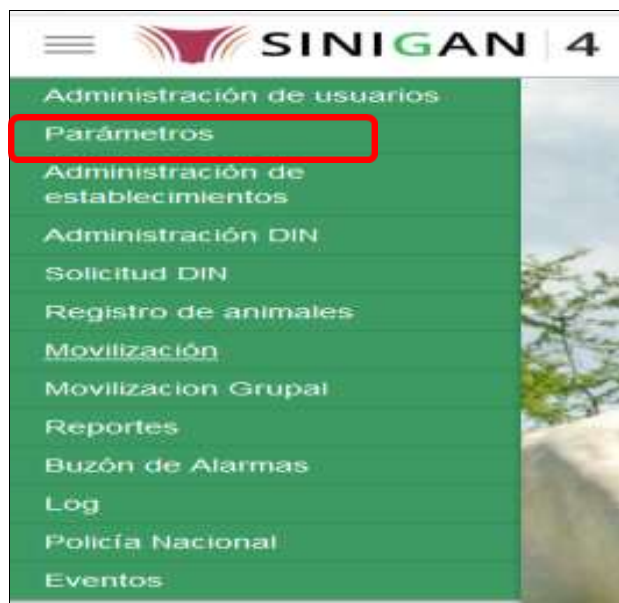 SINIGAN 4
Administración de usuarios
Parámetros
Administración de
establecimientos
Administración DIN
Solicitud DIN
Registro de animales
Movilización
Movilizacion Grupal
Reportes
Buzón de Alarmas
Log
Policía Nacional
Eventos